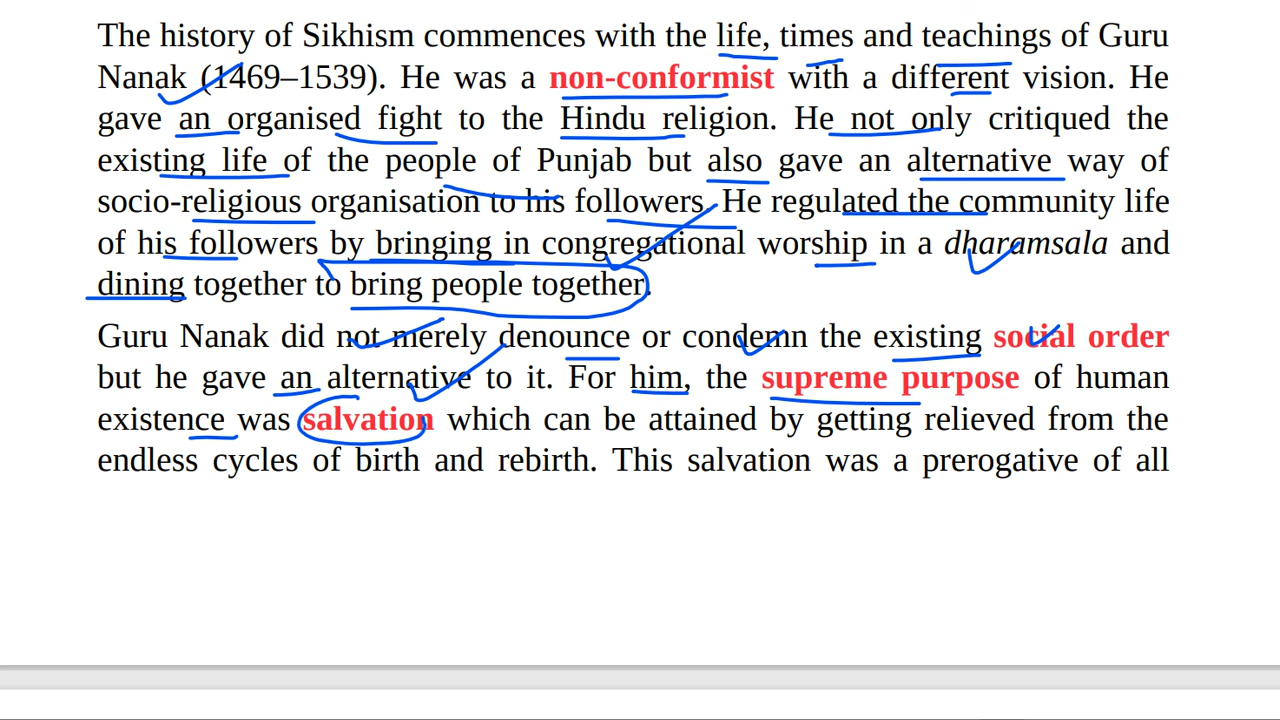 The history of Sikhism commences with the life, times and teachings of Guru
Nanak (1469–1539). He was a non-conformist with a different vision. He
gave an organised fight to the Hindu religion. He not only critiqued the
existing life of the people of Punjab but also gave an alternative way of
socio-religious organisation to his followers. He regulated the community life
of his followers by bringing in congregational worship in a dharamsala and
dining together to bring people together.
Guru Nanak did not merely denounce or condemn the existing social order
but he gave an alternative to it. For him, the supreme purpose of human
existence was salvation which can be attained by getting relieved from the
endless cycles of birth and rebirth. This salvation was a prerogative of all